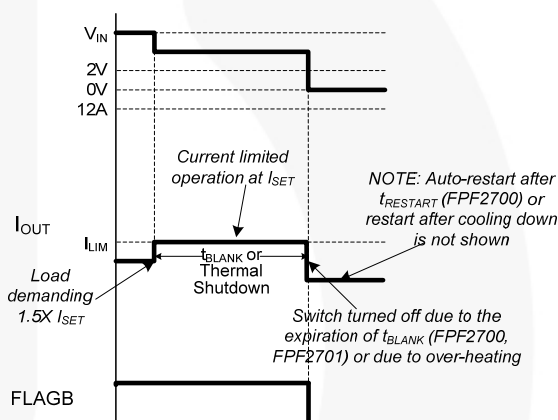 VIN
2V
0V
12A
Current limited
operation at ISET
NOTE: Auto-restart after
tRESTART (FPF2700) or
restart after cooling down
is not shown
IOUT
ILIM
tBLANK or
Thermal
Shutdown
Load
demanding
1.5X ISET
Switch turned off due to the
expiration of tBLANK (FPF2700,
FPF2701) or due to over-heating
FLAGB